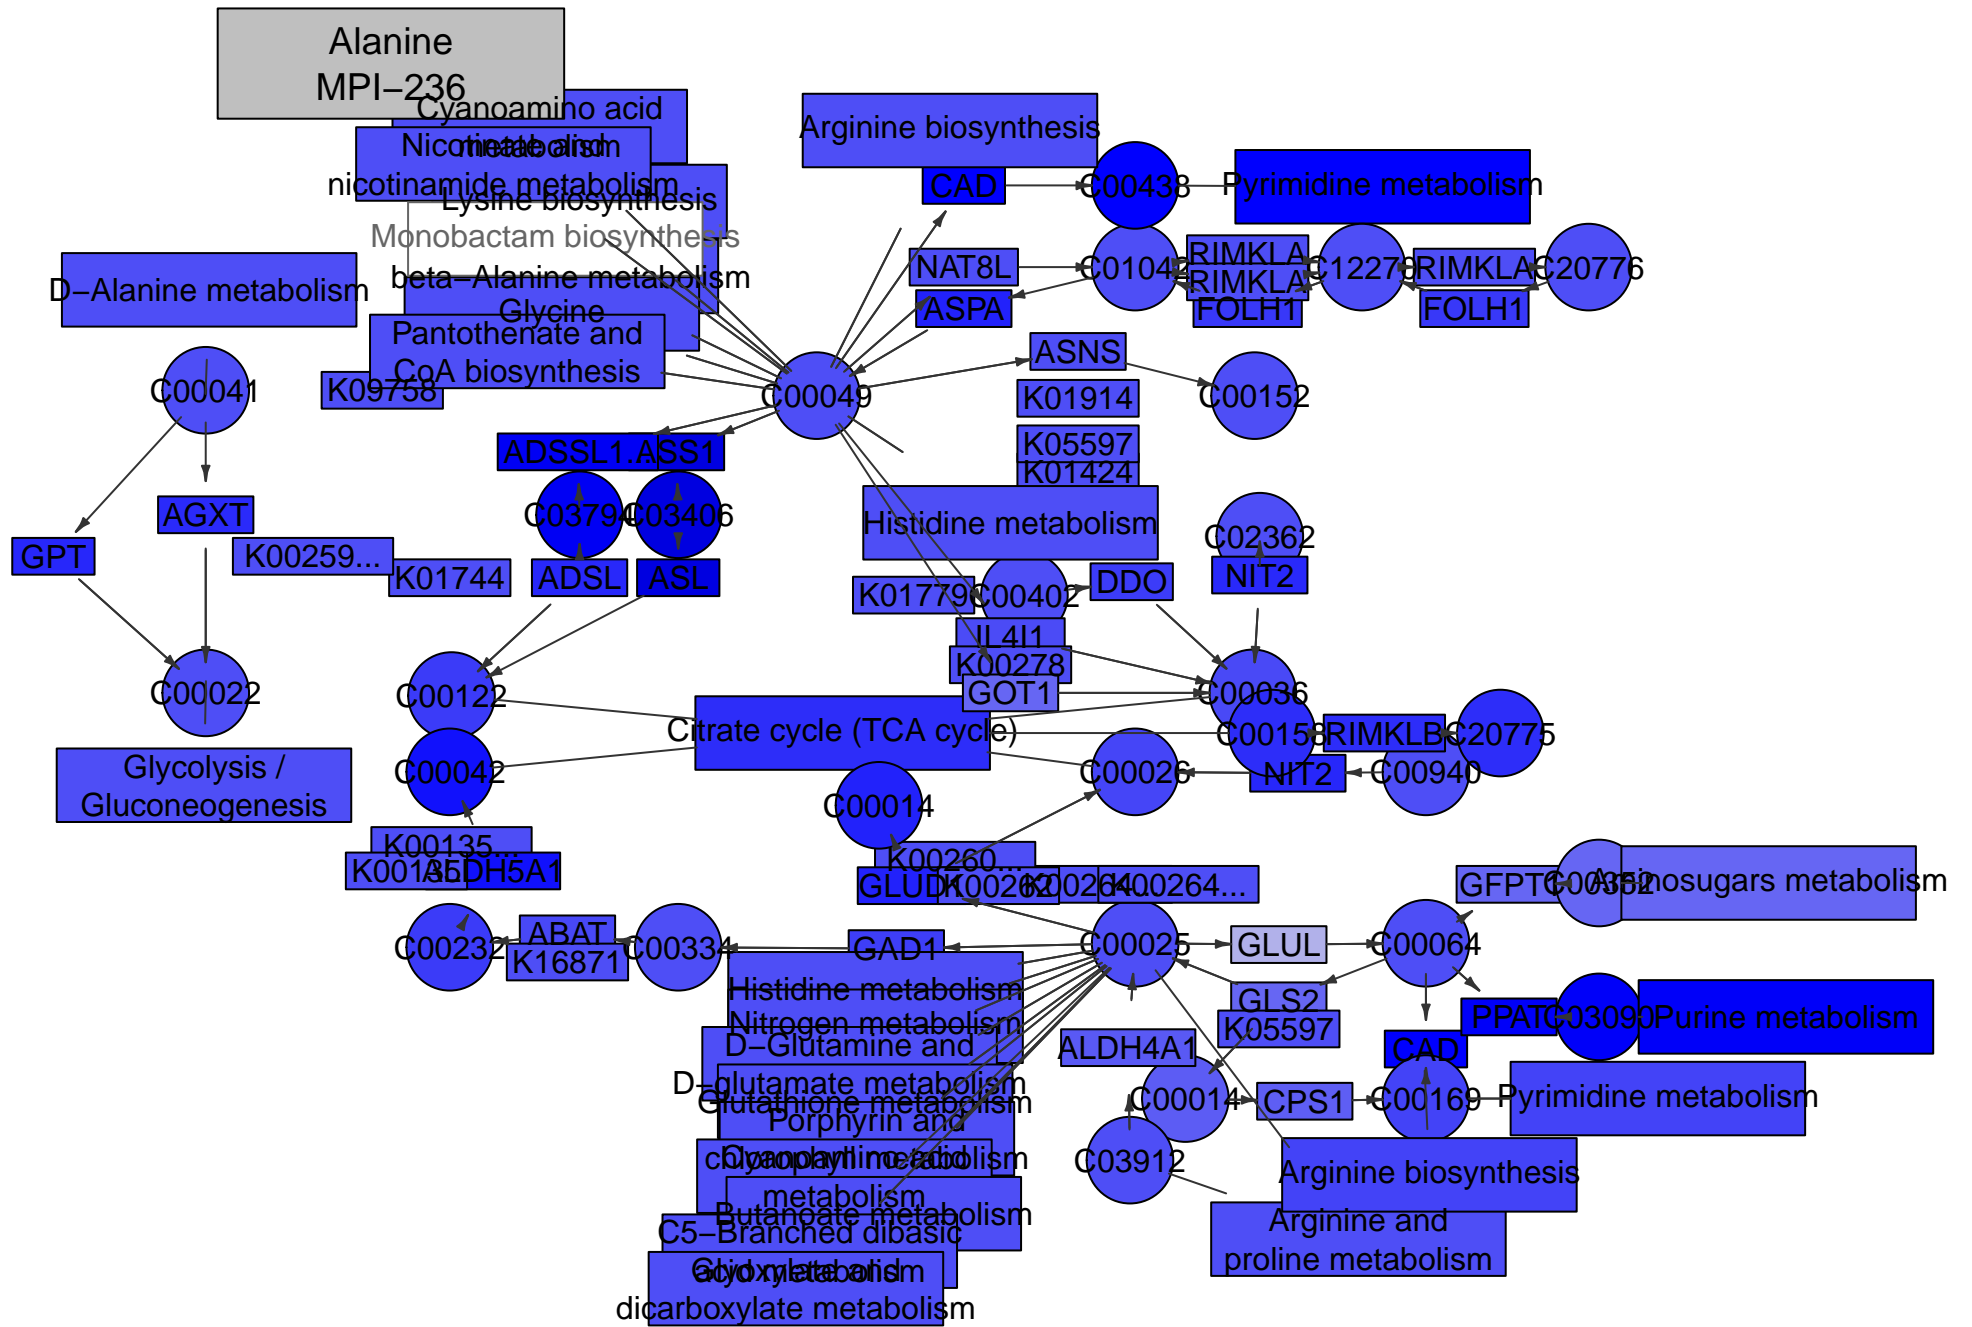 Alanine
MPI−236
Cyanoamino acid
metabolism
Nicotinate and
nicotinamide metabolism
Lysine biosynthesis
Monobactam biosynthesis
beta−Alanine metabolism
Glycine
Pantothenate and
CoA biosynthesis
Arginine biosynthesis
CAD
C00438
Pyrimidine metabolism
D−Alanine metabolism
NAT8L
ASPA
C01042
RIMKLA
RIMKLA
FOLH1
C12270
RIMKLA
FOLH1
C20776
C00041
K09758
C00049
ASNS
C00152
K01914
K05597
K01424
ADSSL1...
ASS1
C03794
C03406
AGXT
GPT
K00259...
K01744
ADSL
ASL
Histidine metabolism
C02362
NIT2
K01779
C00402
DDO
IL4I1
K00278
GOT1
C00036
C00022
C00122
Citrate cycle (TCA cycle)
C00158
RIMKLB
C20775
Glycolysis /
Gluconeogenesis
C00042
C00014
C00026
NIT2
C00940
K00135...
K00135
ALDH5A1
K00260...
GLUD1
K00262
K00264...
K00264...
GFPT1
C00352
Aminosugars metabolism
C00232
ABAT
K16871
C00334
GAD1
C00025
GLUL
C00064
GLS2
K05597
PPAT
C03090
Purine metabolism
Histidine metabolism
Nitrogen metabolism
D−Glutamine and
D−glutamate metabolism
Glutathione metabolism
Porphyrin and
chlorophyll metabolism
Cyanoamino acid
metabolism
Butanoate metabolism
C5−Branched dibasic
acid metabolism
Glyoxylate and
dicarboxylate metabolism
ALDH4A1
CAD
C00014
CPS1
C00169
Pyrimidine metabolism
C03912
Arginine biosynthesis
Arginine and
proline metabolism